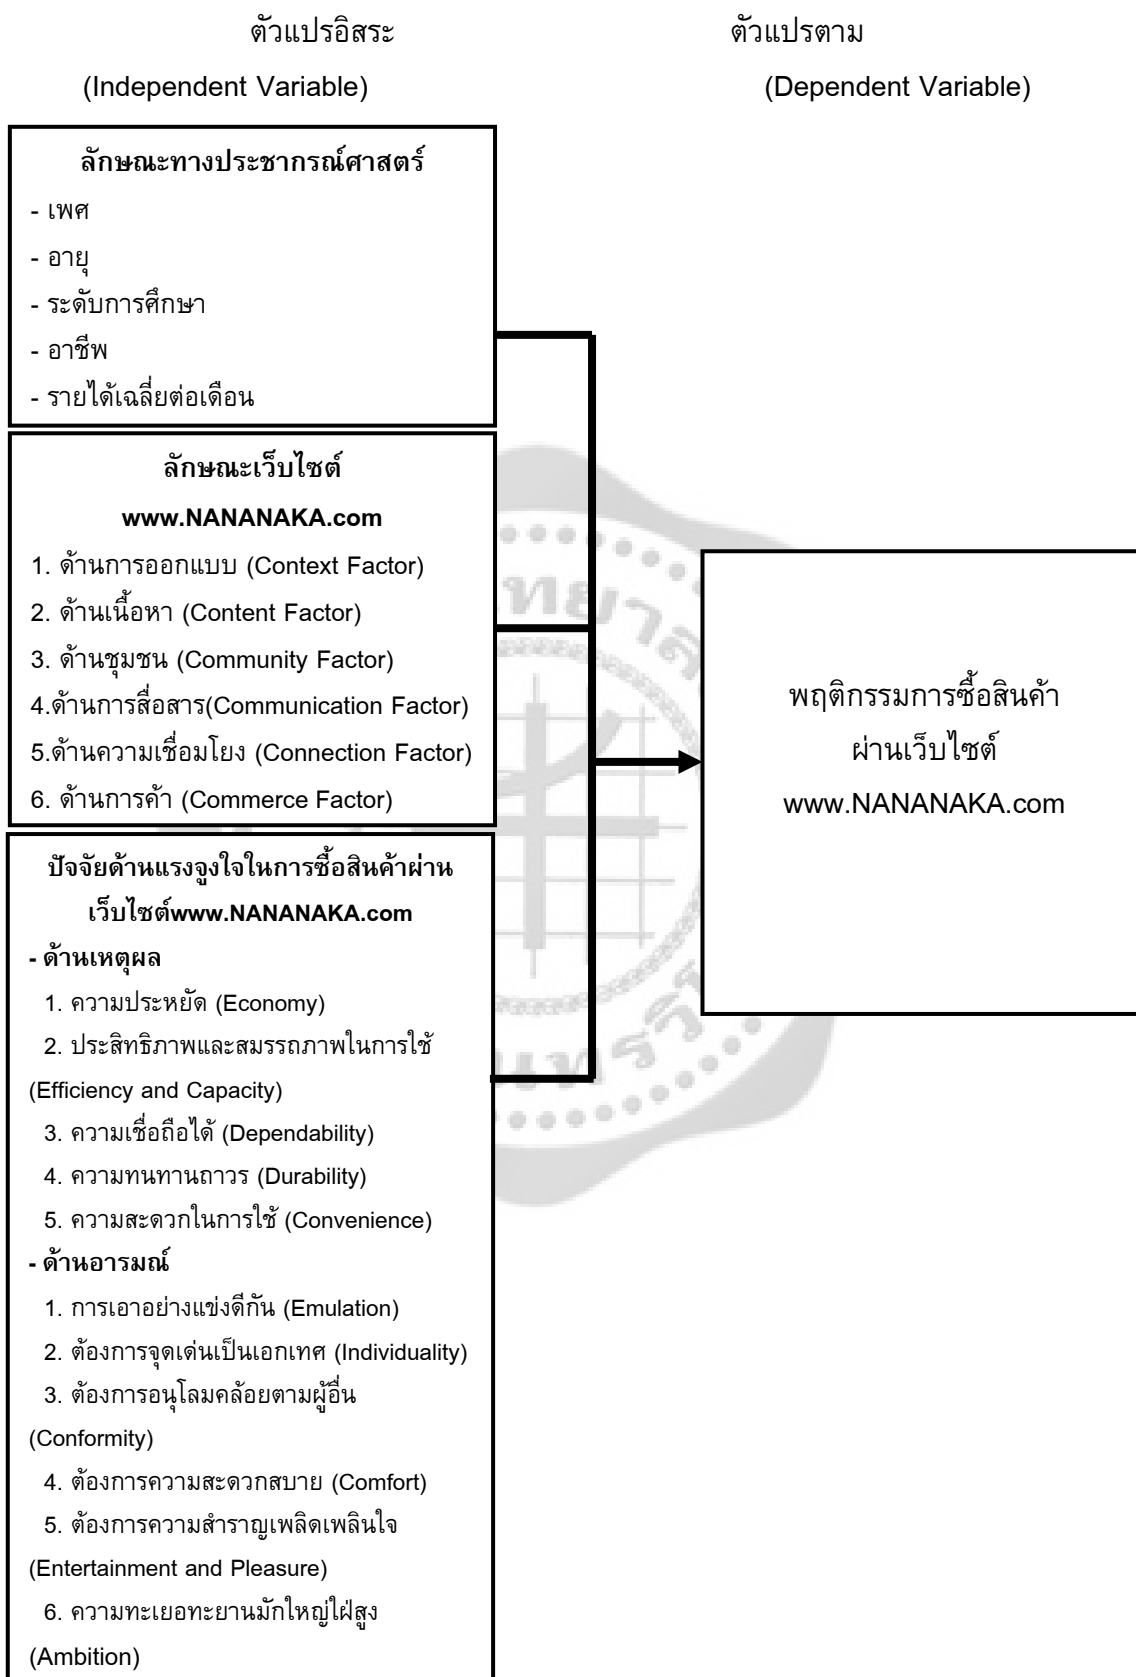 ตัวแปรอิสระ
ตัวแปรตาม
(Independent Variable)
(Dependent Variable)
ลักษณะทางประชากรณ์ศาสตร์
- เพศ
- อายุ
- ระดับการศึกษา
- อาชีพ
- รายได้เฉลี่ยต่อเดือน
ลักษณะเว็บไซต์
www.NANANAKA.com
1. ด้านการออกแบบ (Context Factor)
2. ด้านเนื้อหา (Content Factor)
3. ด้านชุมชน (Community Factor)
4.ด้านการสื่อสาร(Communication Factor)
5.ด้านความเชื่อมโยง (Connection Factor)
6. ด้านการค้า (Commerce Factor)
ปัจจัยด้านแรงจูงใจในการซื้อสินค้าผ่าน
เว็บไซต์www.NANANAKA.com
- ด้านเหตุผล
1. ความประหยัด (Economy)
2. ประสิทธิภาพและสมรรถภาพในการใช้
(Efficiency and Capacity)
3. ความเชื่อถือได้ (Dependability)
4. ความทนทานถาวร (Durability)
5. ความสะดวกในการใช้ (Convenience)
- ด้านอารมณ์
1. การเอาอย่างแข่งดีกัน (Emulation)
2. ต้องการจุดเด่นเป็นเอกเทศ (Individuality)
3. ต้องการอนุโลมคล้อยตามผู้อื่น
(Conformity)
4. ต้องการความสะดวกสบาย (Comfort)
5. ต้องการความสำราญเพลิดเพลินใจ
(Entertainment and Pleasure)
6. ความทะเยอทะยานมักใหญ่ใฝ่สูง
(Ambition)
พฤติกรรมการซื้อสินค้า
ผ่านเว็บไซต์
www.NANANAKA.com